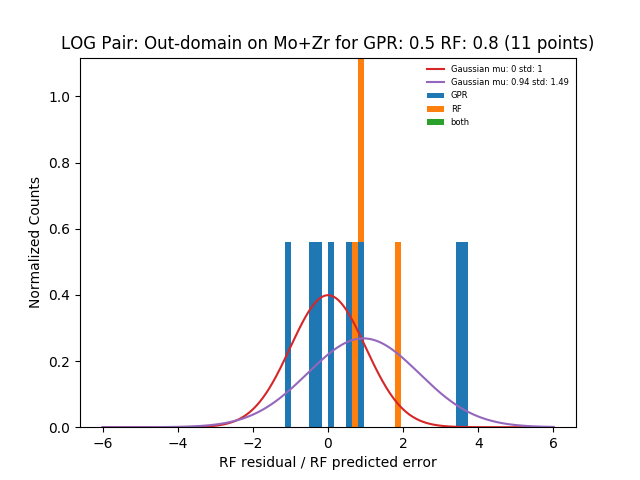 LOG Pair: Out-domain on Mo+Zr for GPR: 0.5 RF: 0.8 (11 points)
Gaussian mu: 0 std: 1
Gaussian mu: 0.94 std: 1.49
GPR
RF
both
Normalized Counts
1.0
0.8
0.6
0.4
0.2
0.0
−6 −4 −2 0 2 4 6
RF residual / RF predicted error